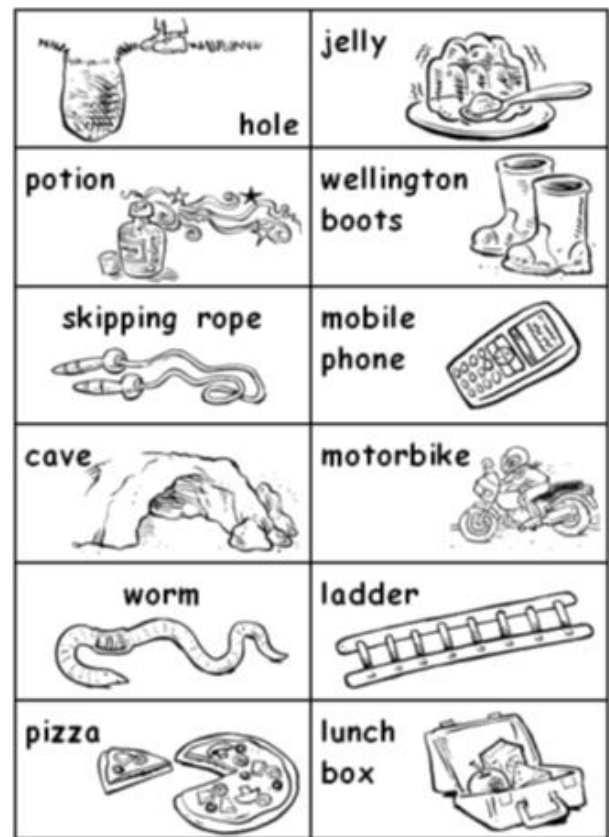 hole
jelly
potion
wellington
boots
skipping rope
mobile
phone
cave
motorbike
worm
ladder
pizza
lunch
box